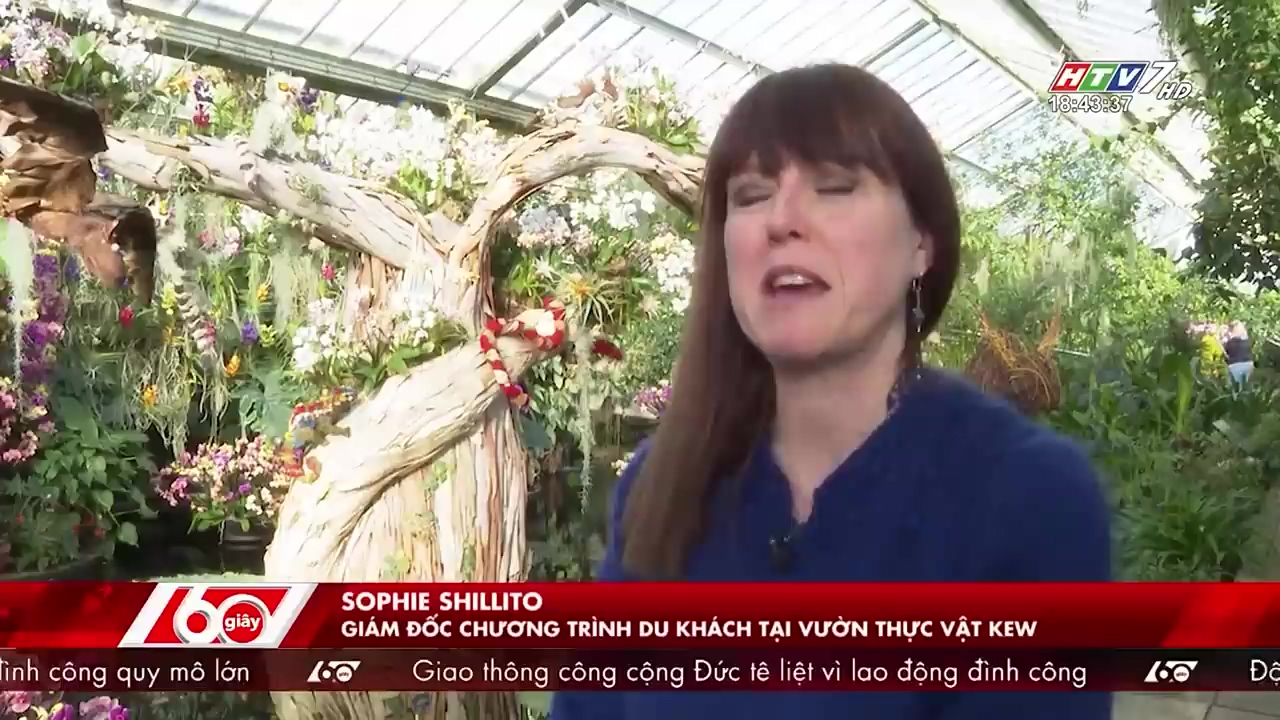 HTV7 HD
18:43:37
60 giây
SOPHIE SHILLITO
GIÁM ĐỐC CHƯƠNG TRÌNH DU KHÁCH TẠI VƯỜN THỰC VẬT KEW
đình công quy mô lớn 60 giây Giao thông công cộng Đức tê liệt vì lao động đình công 60 giây